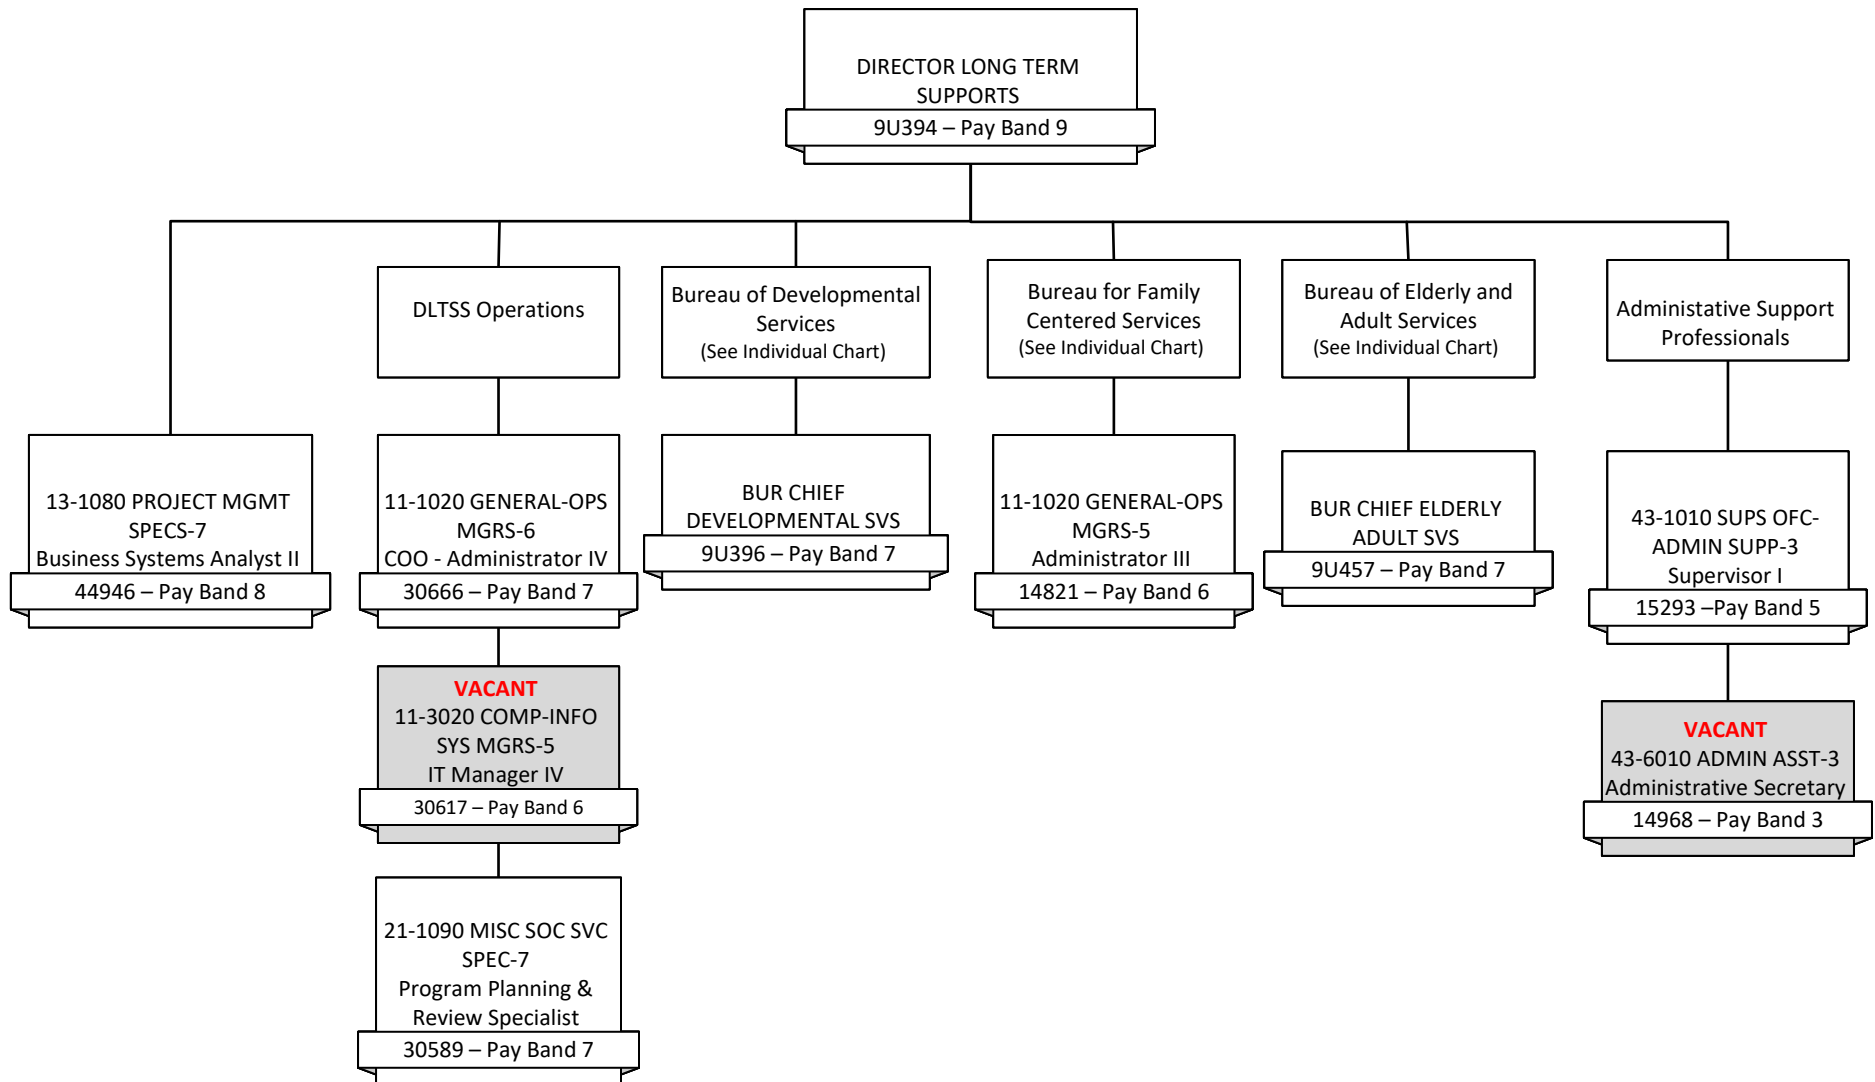 DIRECTOR LONG TERM
SUPPORTS
9U394 – Pay Band 9
DLTSS Operations
Bureau of Developmental
Services
(See Individual Chart)
Bureau for Family
Centered Services
(See Individual Chart)
Bureau of Elderly and
Adult Services
(See Individual Chart)
Administative Support
Professionals
13-1080 PROJECT MGMT
SPECS-7
Business Systems Analyst II
44946 – Pay Band 8
11-1020 GENERAL-OPS
MGRS-6
COO - Administrator IV
30666 – Pay Band 7
BUR CHIEF
DEVELOPMENTAL SVS
9U396 – Pay Band 7
11-1020 GENERAL-OPS
MGRS-5
Administrator III
14821 – Pay Band 6
BUR CHIEF ELDERLY
ADULT SVS
9U457 – Pay Band 7
43-1010 SUPS OFC-
ADMIN SUPP-3
Supervisor I
15293 –Pay Band 5
VACANT
11-3020 COMP-INFO
SYS MGRS-5
IT Manager IV
30617 – Pay Band 6
VACANT
43-6010 ADMIN ASST-3
Administrative Secretary
14968 – Pay Band 3
21-1090 MISC SOC SVC
SPEC-7
Program Planning &
Review Specialist
30589 – Pay Band 7